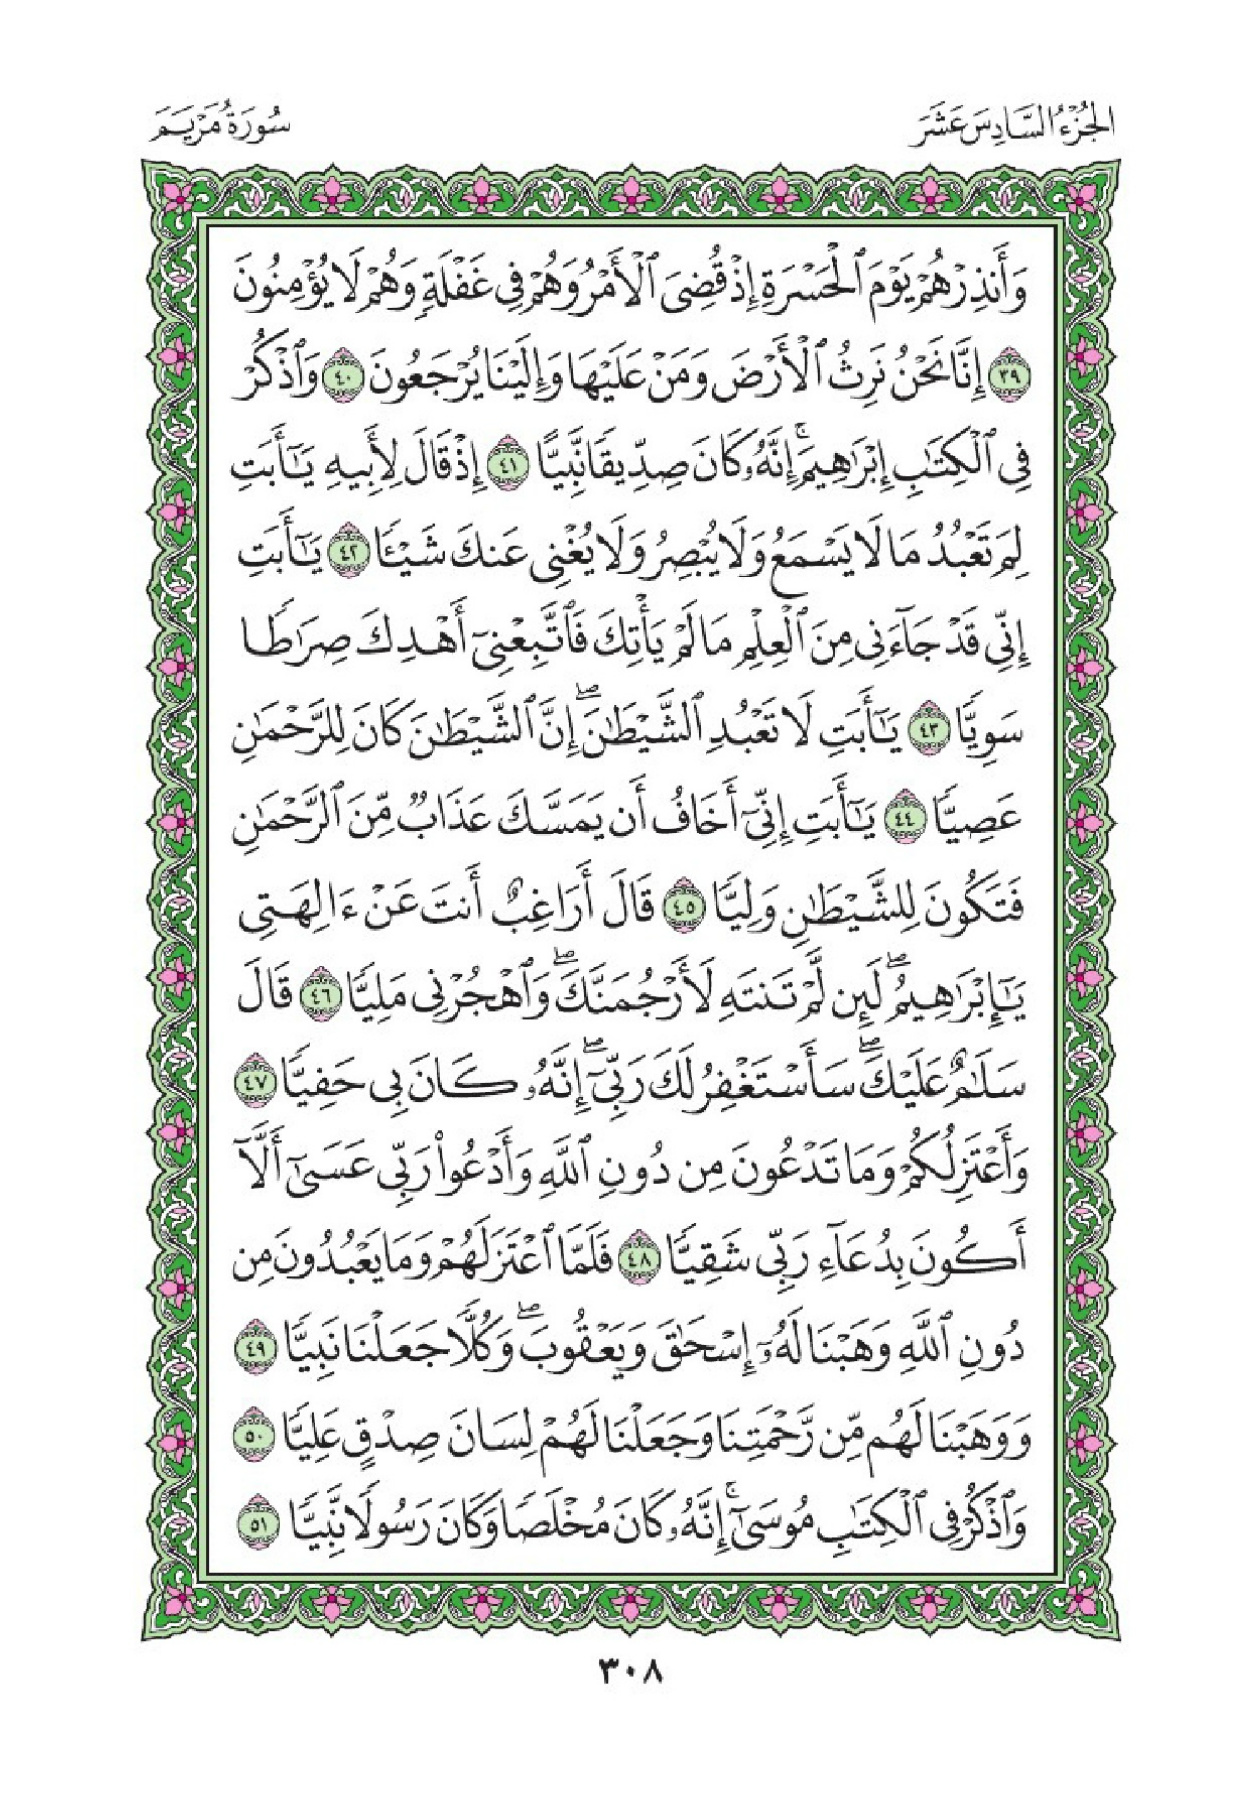 الجُزْءُ السَّادِسَ عَشَرَ
سُورَةُ مَرْيَمَ
وَأَنذِرْهُمْ يَوْمَ ٱلْحَسْرَةِ إِذْ قُضِىَ ٱلْأَمْرُ وَهُمْ فِى غَفْلَةٍ وَهُمْ لَا يُؤْمِنُونَ
٣٩ إِنَّا نَحْنُ نَرِثُ ٱلْأَرْضَ وَمَنْ عَلَيْهَا وَإِلَيْنَا يُرْجَعُونَ ٤٠ وَٱذْكُرْ
فِى ٱلْكِتَٰبِ إِبْرَٰهِيمَ ۚ إِنَّهُۥ كَانَ صِدِّيقًا نَّبِيًّا ٤١ إِذْ قَالَ لِأَبِيهِ يَٰٓأَبَتِ
لِمَ تَعْبُدُ مَا لَا يَسْمَعُ وَلَا يُبْصِرُ وَلَا يُغْنِى عَنكَ شَيْـًٔا ٤٢ يَٰٓأَبَتِ
إِنِّى قَدْ جَآءَنِى مِنَ ٱلْعِلْمِ مَا لَمْ يَأْتِكَ فَٱتَّبِعْنِىٓ أَهْدِكَ صِرَٰطًا
سَوِيًّا ٤٣ يَٰٓأَبَتِ لَا تَعْبُدِ ٱلشَّيْطَٰنَ ۖ إِنَّ ٱلشَّيْطَٰنَ كَانَ لِلرَّحْمَٰنِ
عَصِيًّا ٤٤ يَٰٓأَبَتِ إِنِّىٓ أَخَافُ أَن يَمَسَّكَ عَذَابٌ مِّنَ ٱلرَّحْمَٰنِ
فَتَكُونَ لِلشَّيْطَٰنِ وَلِيًّا ٤٥ قَالَ أَرَاغِبٌ أَنتَ عَنْ ءَالِهَتِى
يَٰٓإِبْرَٰهِيمُ ۖ لَئِن لَّمْ تَنتَهِ لَأَرْجُمَنَّكَ ۖ وَٱهْجُرْنِى مَلِيًّا ٤٦ قَالَ
سَلَٰمٌ عَلَيْكَ ۖ سَأَسْتَغْفِرُ لَكَ رَبِّىٓ ۖ إِنَّهُۥ كَانَ بِى حَفِيًّا ٤٧
وَأَعْتَزِلُكُمْ وَمَا تَدْعُونَ مِن دُونِ ٱللَّهِ وَأَدْعُوا۟ رَبِّى عَسَىٰٓ أَلَّآ
أَكُونَ بِدُعَآءِ رَبِّى شَقِيًّا ٤٨ فَلَمَّا ٱعْتَزَلَهُمْ وَمَا يَعْبُدُونَ مِن
دُونِ ٱللَّهِ وَهَبْنَا لَهُۥٓ إِسْحَٰقَ وَيَعْقُوبَ ۖ وَكُلًّا جَعَلْنَا نَبِيًّا ٤٩
وَوَهَبْنَا لَهُم مِّن رَّحْمَتِنَا وَجَعَلْنَا لَهُمْ لِسَانَ صِدْقٍ عَلِيًّا ٥٠
وَٱذْكُرْ فِى ٱلْكِتَٰبِ مُوسَىٰٓ ۚ إِنَّهُۥ كَانَ مُخْلَصًا وَكَانَ رَسُولًا نَّبِيًّا ٥١
٣٠٨